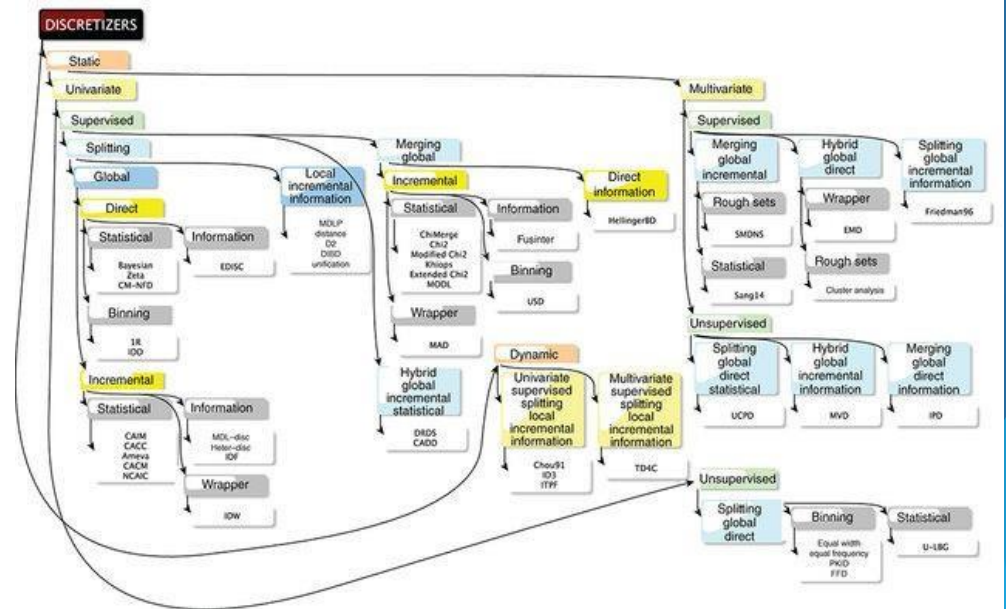 DISCRETIZERS
Static
Univariate
Supervised
Splitting
Global
Direct
Statistical
Bayesian
Zeta
CM-NFD
Information
EDISC
Binning
1R
IDD
Incremental
Statistical
CAIM
CACC
Ameva
CACM
NCAIC
Information
MDL-disc
Heter-disc
IDF
Wrapper
IDW
Local
incremental
information
MDLP
distance
D2
DIBD
unification
Merging
global
Incremental
Statistical
ChiMerge
Chi2
Modified Chi2
Khiops
Extended Chi2
MODL
Information
Fusinter
Binning
USD
Wrapper
MAD
Direct
information
HellingerBD
Hybrid
global
incremental
statistical
DRDS
CADD
Dynamic
Univariate
supervised
splitting
local
incremental
information
Chou91
ID3
ITPF
Multivariate
supervised
splitting
local
incremental
information
TD4C
Multivariate
Supervised
Merging
global
incremental
Rough sets
SMDNS
Statistical
Sang14
Hybrid
global
direct
Wrapper
EMD
Rough sets
Cluster analysis
Splitting
global
incremental
information
Friedman96
Unsupervised
Splitting
global
direct
statistical
UCPD
Hybrid
global
incremental
information
MVD
Merging
global
direct
information
IPD
Unsupervised
Splitting
global
direct
Binning
Equal width
equal frequency
PKID
FFD
Statistical
U-LBG